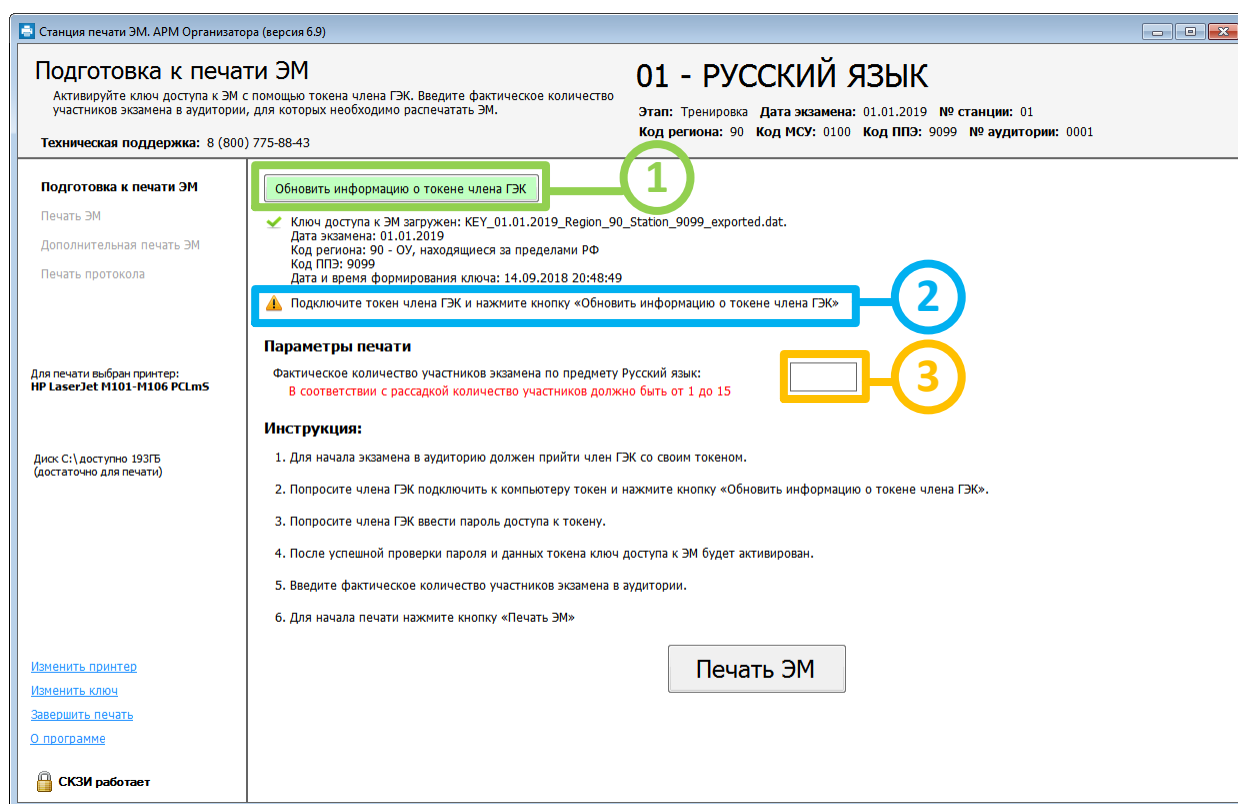 Станция печати ЭМ. АРМ Организатора (версия 6.9)
Подготовка к печати ЭМ
Активируйте ключ доступа к ЭМ с помощью токена члена ГЭК. Введите фактическое количество
участников экзамена в аудитории, для которых необходимо распечатать ЭМ.
Техническая поддержка: 8 (800) 775-88-43
01 - РУССКИЙ ЯЗЫК
Этап: Тренировка Дата экзамена: 01.01.2019 № станции: 01
Код региона: 90 Код МСУ: 0100 Код ППЭ: 9099 № аудитории: 0001
Подготовка к печати ЭМ
Печать ЭМ
Дополнительная печать ЭМ
Печать протокола
Для печати выбран принтер:
HP LaserJet M101-M106 PCLmS
Диск C:\ доступно 193ГБ
(достаточно для печати)
Изменить принтер
Изменить ключ
Завершить печать
О программе
СКЗИ работает
Обновить информацию о токене члена ГЭК
1
Ключ доступа к ЭМ загружен: KEY_01.01.2019_Region_90_Station_9099_exported.dat.
Дата экзамена: 01.01.2019
Код региона: 90 - ОУ, находящиеся за пределами РФ
Код ППЭ: 9099
Дата и время формирования ключа: 14.09.2018 20:48:49
Подключите токен члена ГЭК и нажмите кнопку «Обновить информацию о токене члена ГЭК»
2
Параметры печати
Фактическое количество участников экзамена по предмету Русский язык:
В соответствии с рассадкой количество участников должно быть от 1 до 15
3
Инструкция:
1. Для начала экзамена в аудиторию должен прийти член ГЭК со своим токеном.
2. Попросите члена ГЭК подключить к компьютеру токен и нажмите кнопку «Обновить информацию о токене члена ГЭК».
3. Попросите члена ГЭК ввести пароль доступа к токену.
4. После успешной проверки пароля и данных токена ключ доступа к ЭМ будет активирован.
5. Введите фактическое количество участников экзамена в аудитории.
6. Для начала печати нажмите кнопку «Печать ЭМ»
Печать ЭМ